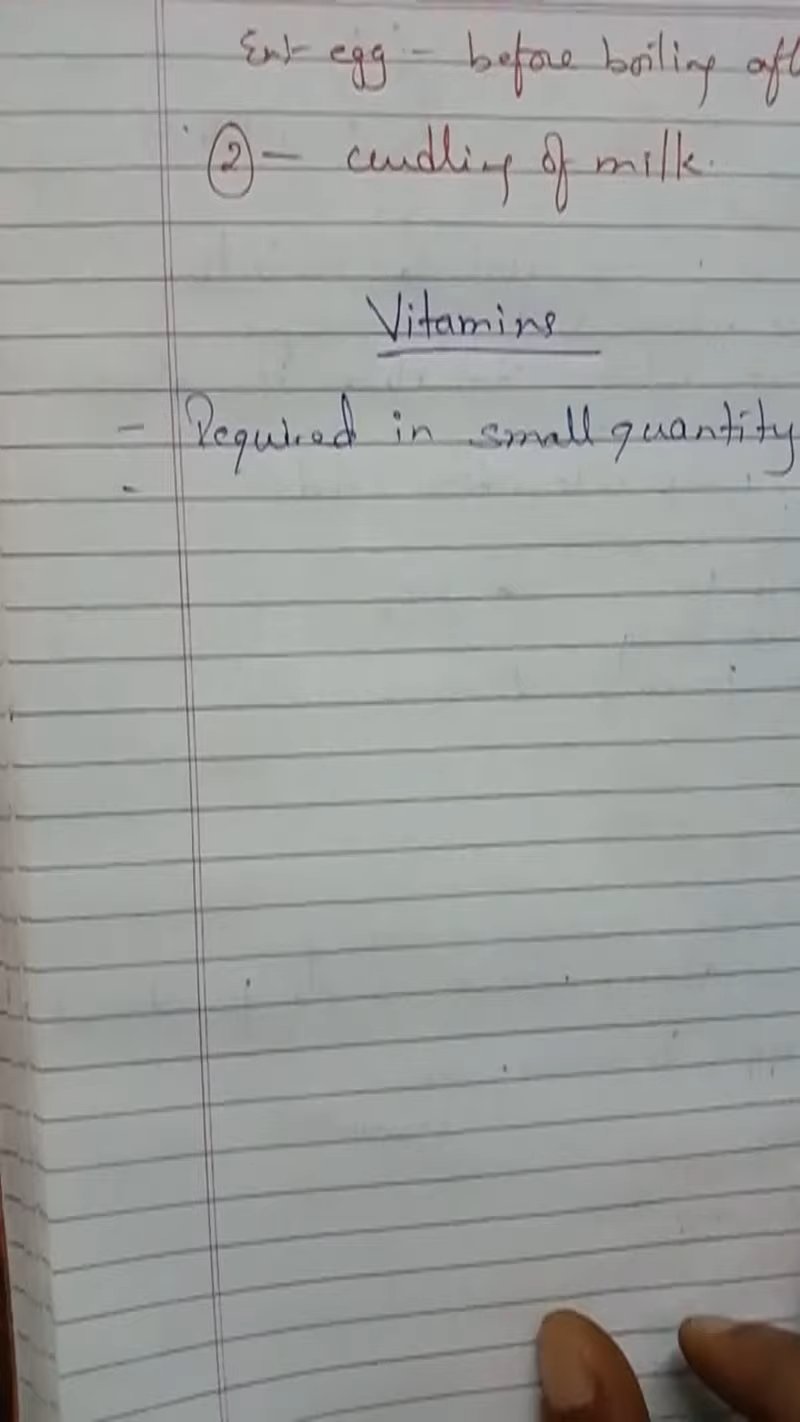 Ex:- egg - before boiling aft
② - curdling of milk.
Vitamins
- Required in small quantity
-